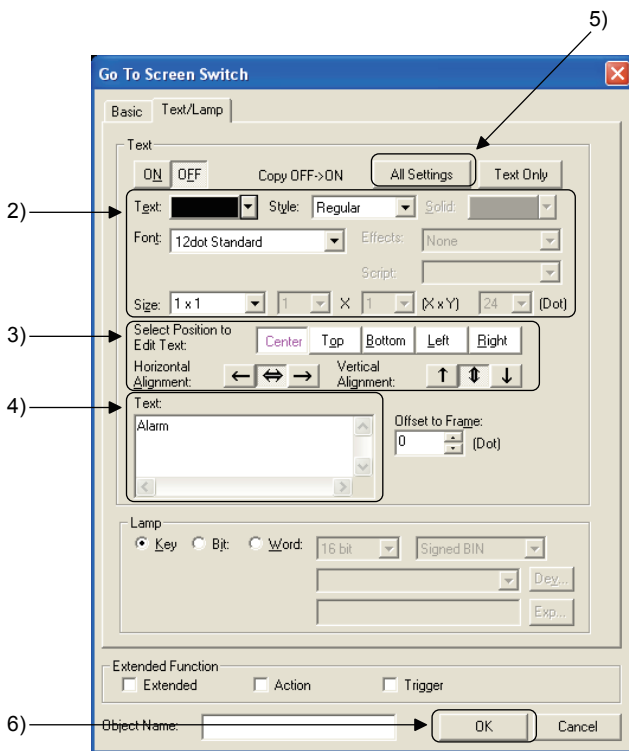 5)
Go To Screen Switch
Basic Text/Lamp
Text
ON OFF Copy OFF->ON All Settings Text Only
2)
Text: Style: Regular Solid:
Font: 12dot Standard Effects: None
Script:
Size: 1 x 1 1 X 1 (X x Y) 24 (Dot)
3)
Select Position to
Edit Text: Center Top Bottom Left Right
Horizontal
Alignment: ← ⇔ → Vertical
Alignment: ↑ ⇕ ↓
4)
Text:
Alarm
Offset to Frame:
0 (Dot)
Lamp
Key Bit: Word: 16 bit Signed BIN
Dev...
Exp...
Extended Function
Extended Action Trigger
6)
Object Name: OK Cancel